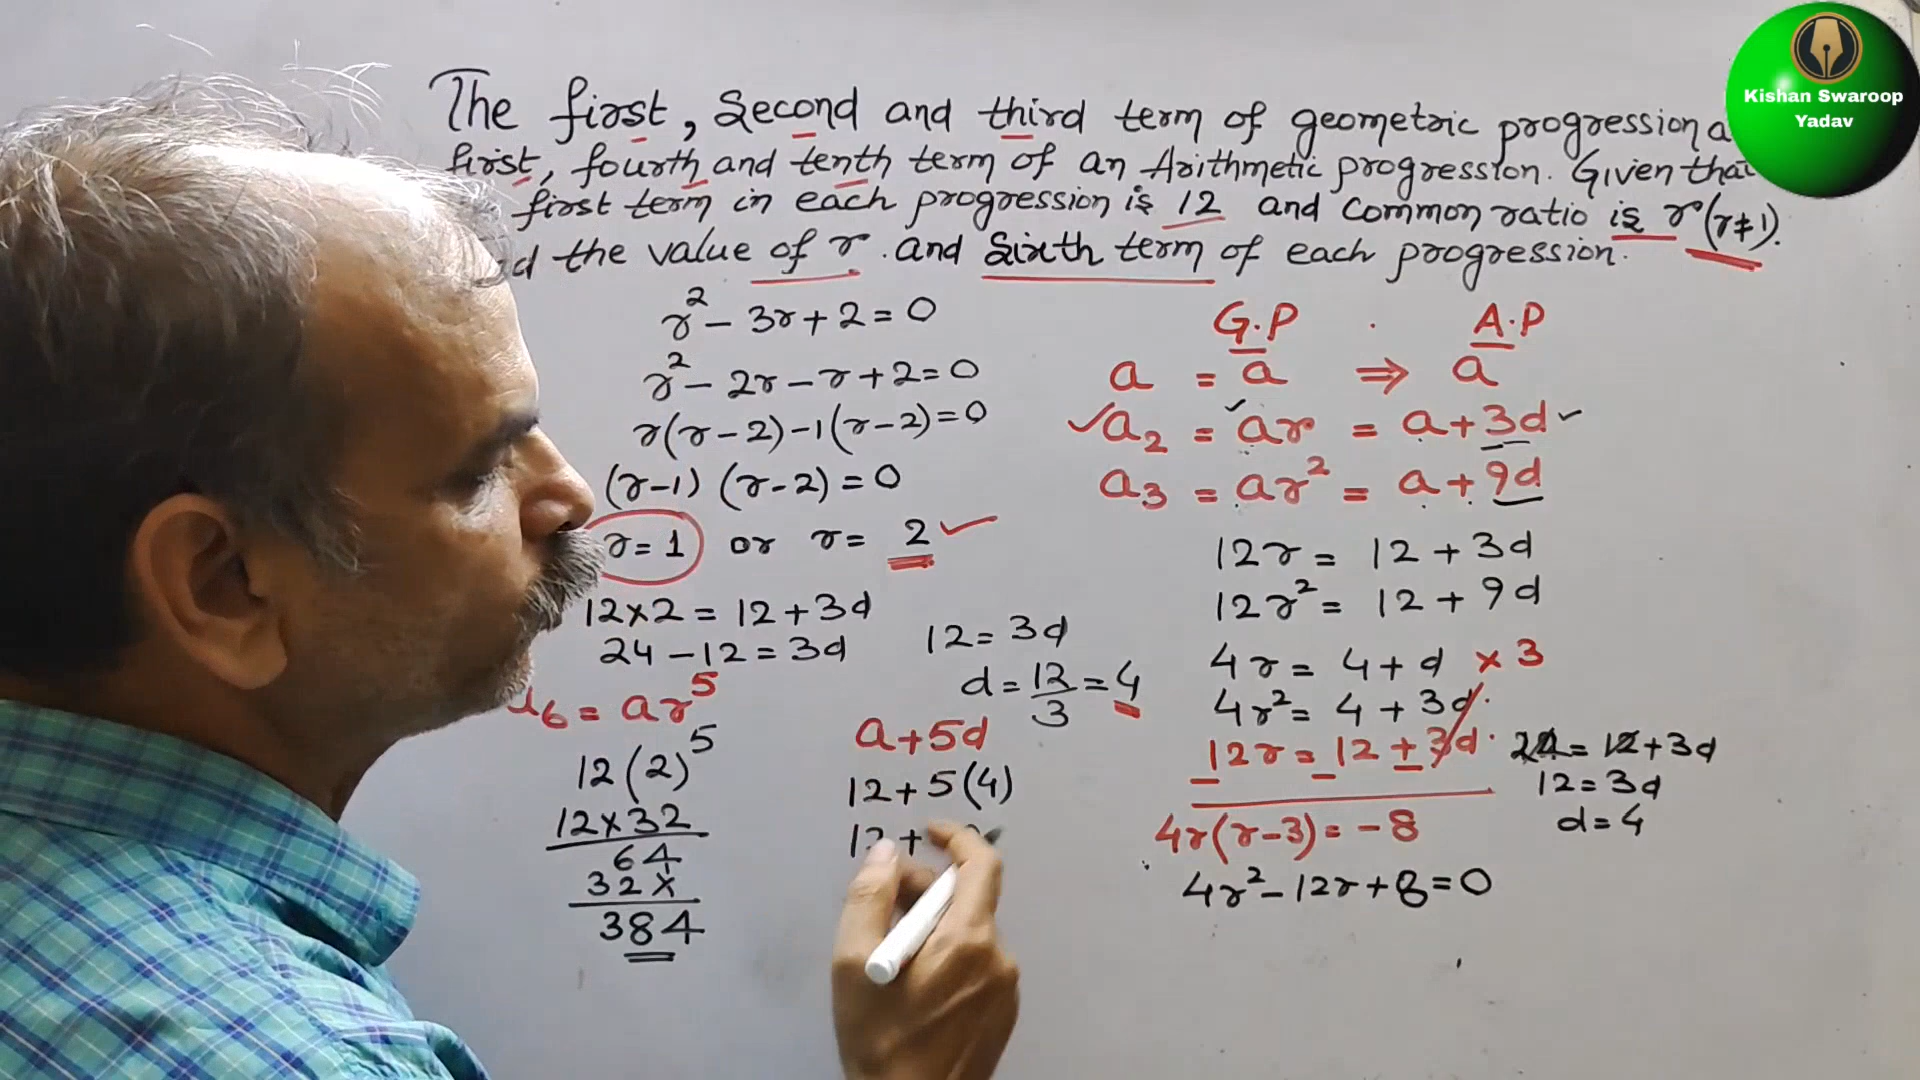 The first, Second and third term of geometric progression a
first, fourth and tenth term of an Arithmetic progression. Given that
first term in each progression is 12 and common ratio is r (r≠1).
d the value of r. and Sixth term of each progression.
Kishan Swaroop
Yadav
r² - 3r + 2 = 0
r² - 2r - r + 2 = 0
r(r-2) -1(r-2) = 0
(r-1) (r-2) = 0
r = 1 or r = 2
12×2 = 12 + 3d
24 - 12 = 3d
12 = 3d
d = 12/3 = 4
6 = ar⁵
12(2)⁵
12×32
64
32×
384
a+5d
12+5(4)
12+
G.P A.P
a = a ⇒ a
✓a₂ = ar = a+3d ✓
a₃ = ar² = a+9d
12r = 12 + 3d
12r² = 12 + 9d
4r = 4 + d × 3
4r² = 4 + 3d
12r = 12 + 3d
4r(r-3) = -8
4r² - 12r + 8 = 0
24 = 12 + 3d
12 = 3d
d = 4